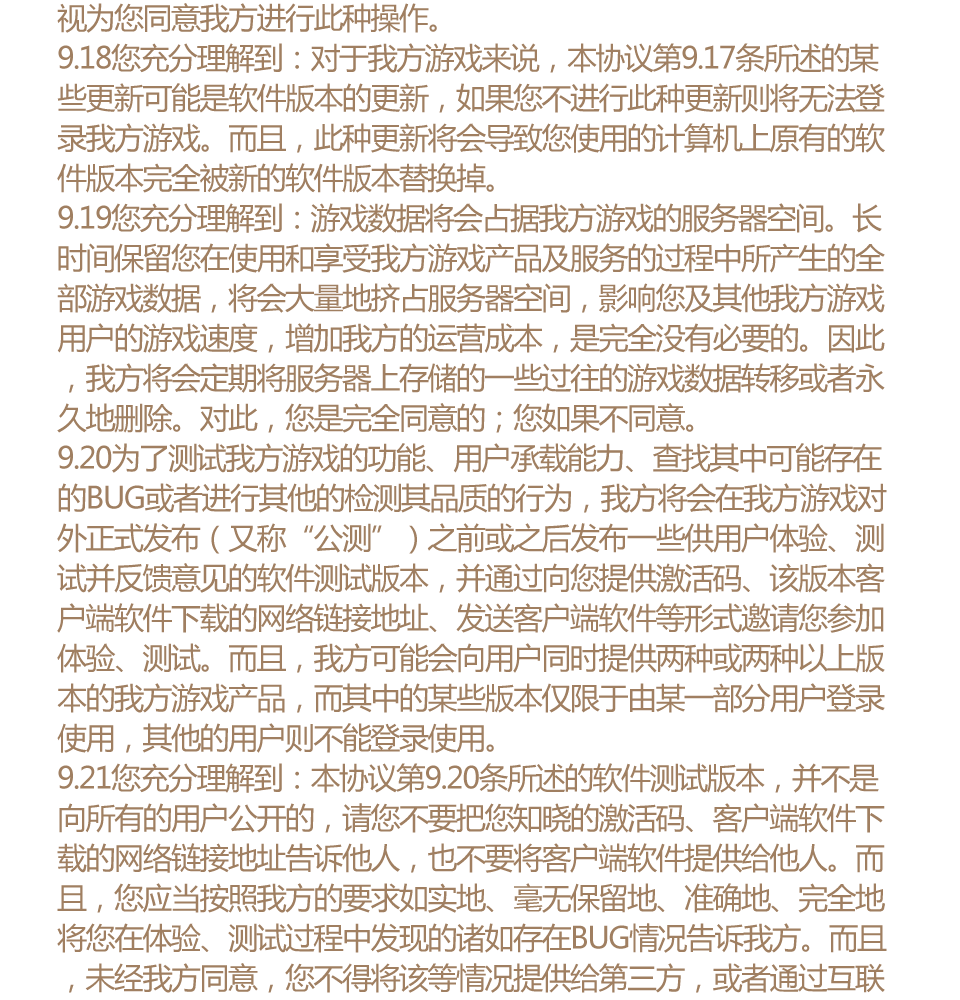 视为您同意我方进行此种操作。
9.18您充分理解到：对于我方游戏来说，本协议第9.17条所述的某
些更新可能是软件版本的更新，如果您不进行此种更新则将无法登
录我方游戏。而且，此种更新将会导致您使用的计算机上原有的软
件版本完全被新的软件版本替换掉。
9.19您充分理解到：游戏数据将会占据我方游戏的服务器空间。长
时间保留您在使用和享受我方游戏产品及服务的过程中所产生的全
部游戏数据，将会大量地挤占服务器空间，影响您及其他我方游戏
用户的游戏速度，增加我方的运营成本，是完全没有必要的。因此
，我方将会定期将服务器上存储的一些过往的游戏数据转移或者永
久地删除。对此，您是完全同意的；您如果不同意。
9.20为了测试我方游戏的功能、用户承载能力、查找其中可能存在
的BUG或者进行其他的检测其品质的行为，我方将会在我方游戏对
外正式发布（又称“公测”）之前或之后发布一些供用户体验、测
试并反馈意见的软件测试版本，并通过向您提供激活码、该版本客
户端软件下载的网络链接地址、发送客户端软件等形式邀请您参加
体验、测试。而且，我方可能会向用户同时提供两种或两种以上版
本的我方游戏产品，而其中的某些版本仅限于由某一部分用户登录
使用，其他的用户则不能登录使用。
9.21您充分理解到：本协议第9.20条所述的软件测试版本，并不是
向所有的用户公开的，请您不要把您知晓的激活码、客户端软件下
载的网络链接地址告诉他人，也不要将客户端软件提供给他人。而
且，您应当按照我方的要求如实地、毫无保留地、准确地、完全地
将您在体验、测试过程中发现的诸如存在BUG情况告诉我方。而且
，未经我方同意，您不得将该等情况提供给第三方，或者通过互联